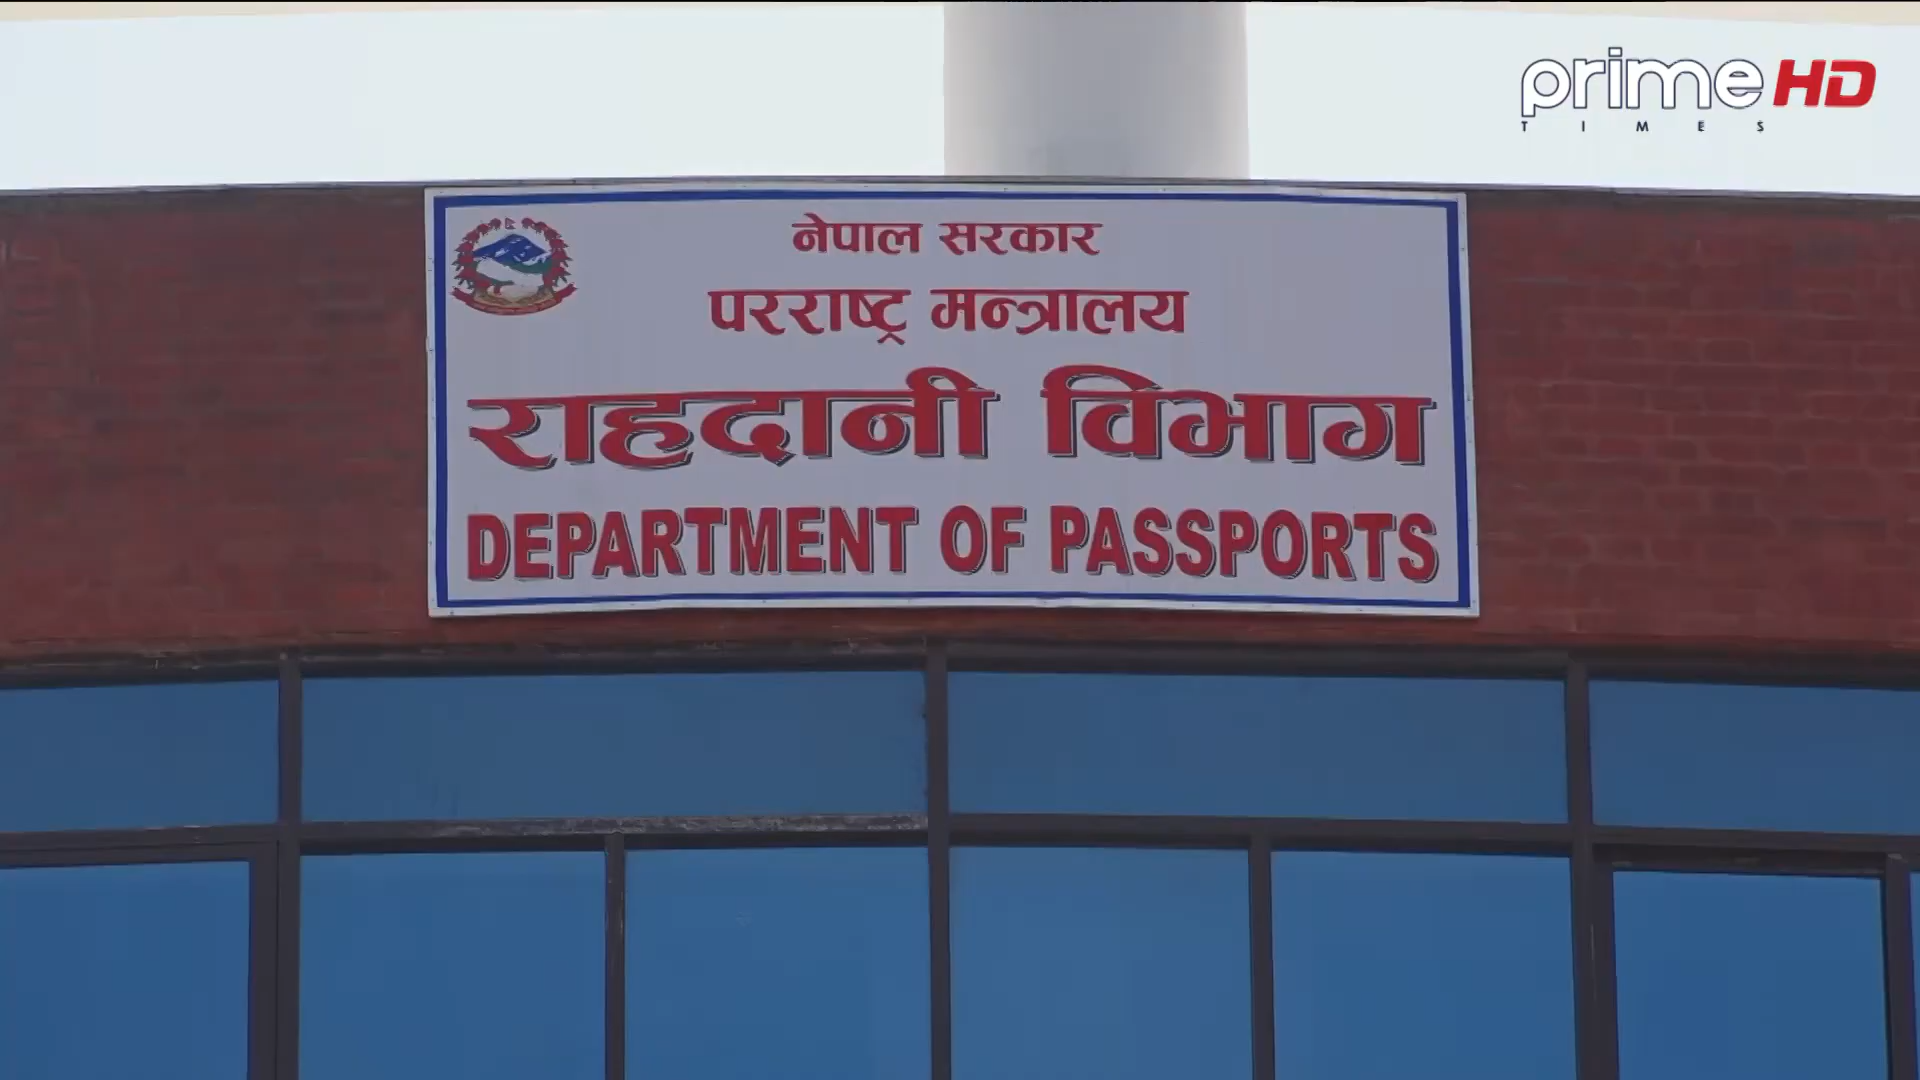 prime HD
TIMES
नेपाल सरकार
परराष्ट्र मन्त्रालय
राहदानी विभाग
DEPARTMENT OF PASSPORTS